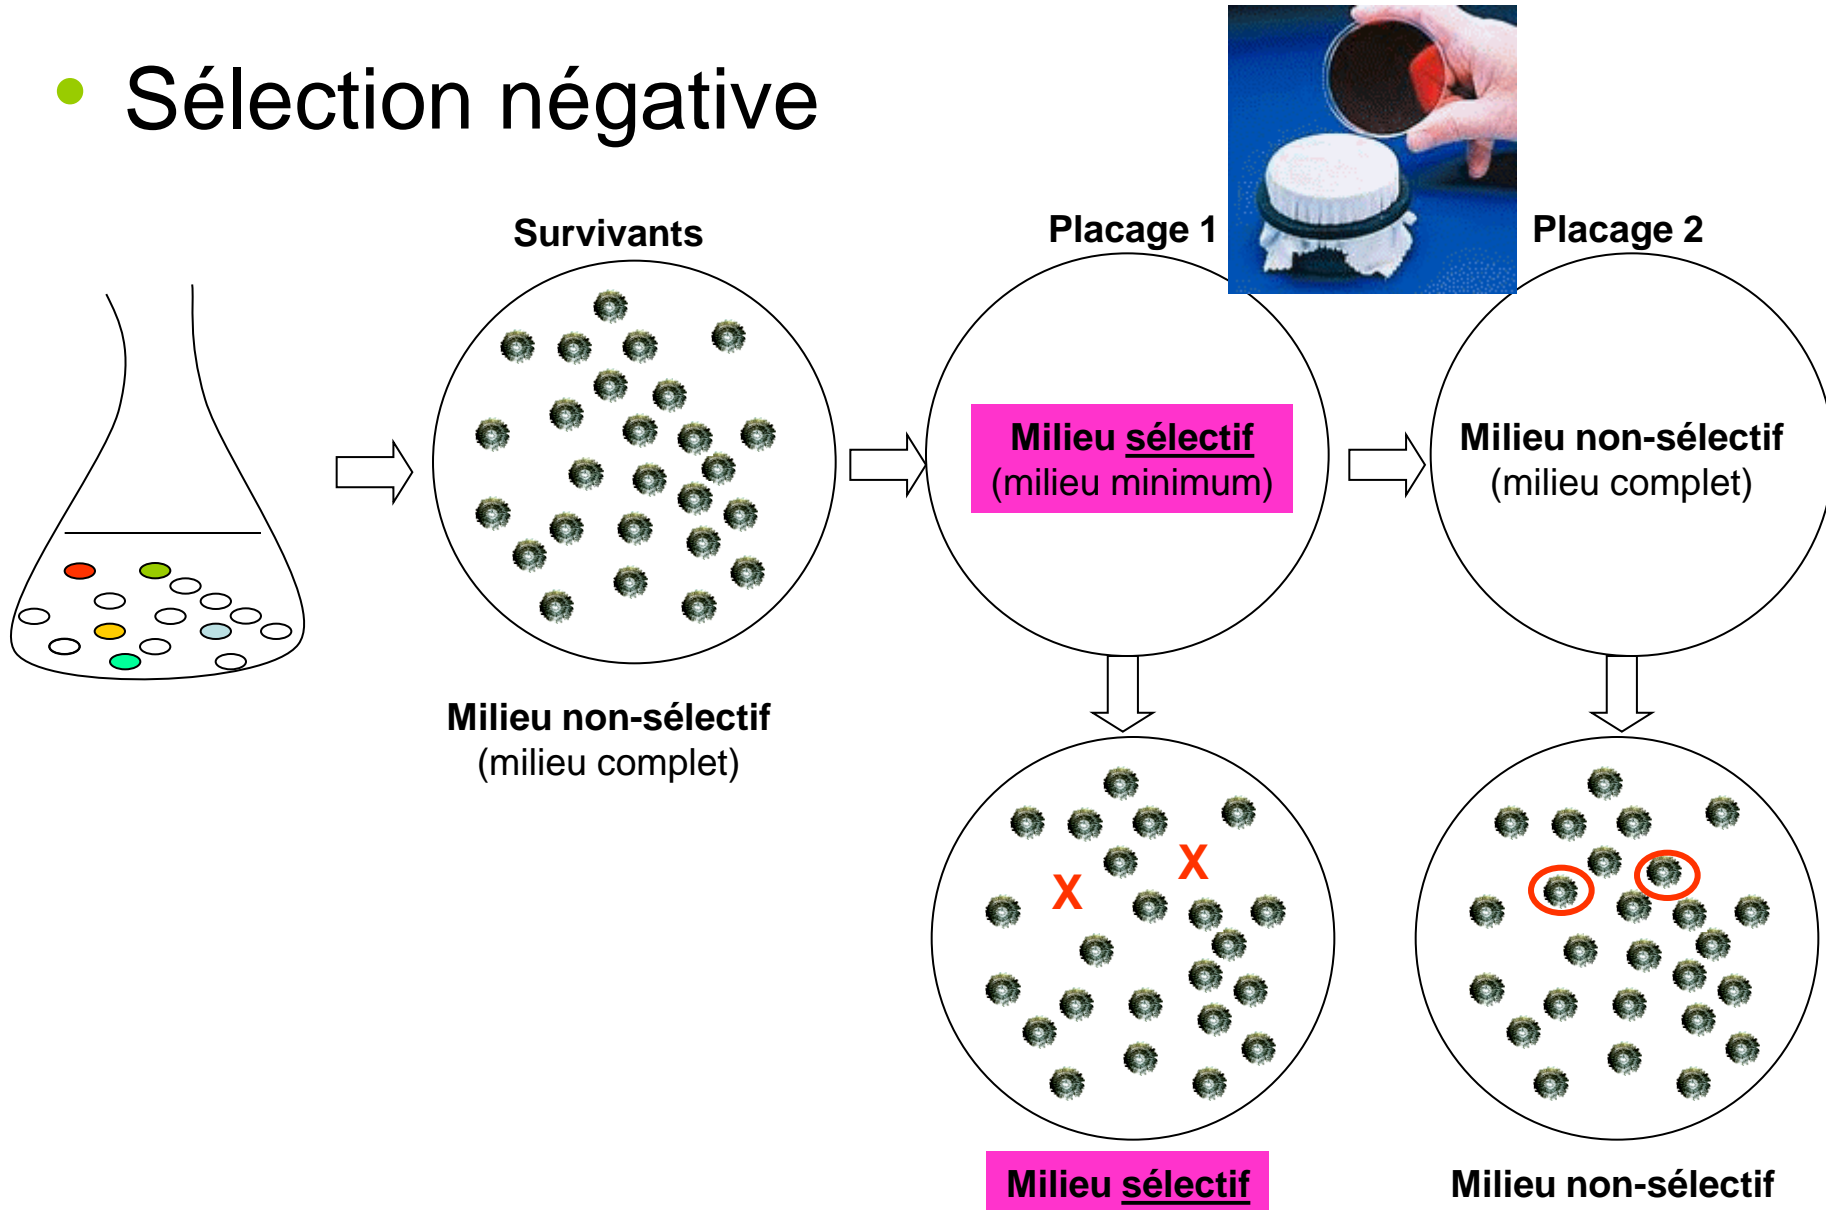 • Sélection négative
Survivants
Placage 1
Placage 2
Milieu sélectif
(milieu minimum)
Milieu non-sélectif
(milieu complet)
Milieu non-sélectif
(milieu complet)
X
X
Milieu sélectif
Milieu non-sélectif